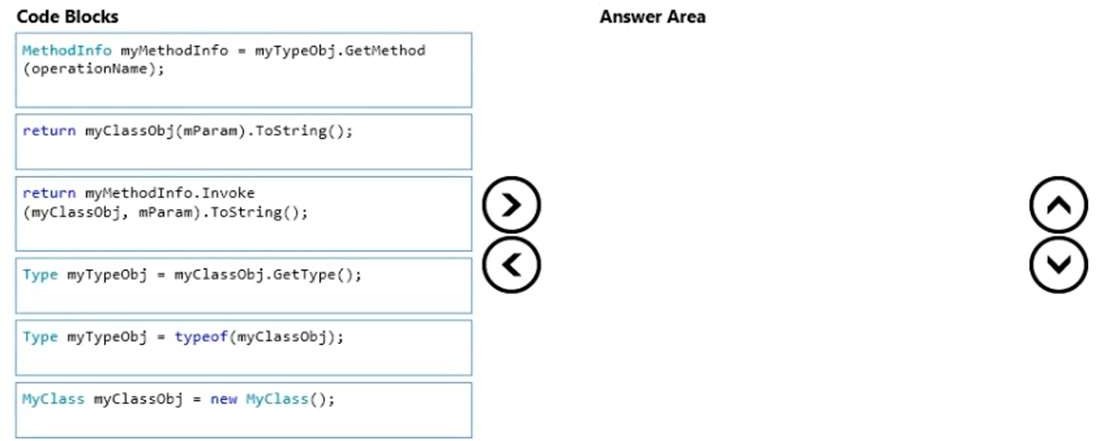 Code Blocks
Answer Area
MethodInfo myMethodInfo = myTypeObj.GetMethod
(operationName);
return myClassObj(mParam).ToString();
return myMethodInfo.Invoke
(myClassObj, mParam).ToString();
Type myTypeObj = myClassObj.GetType();
Type myTypeObj = typeof(myClassObj);
MyClass myClassObj = new MyClass();